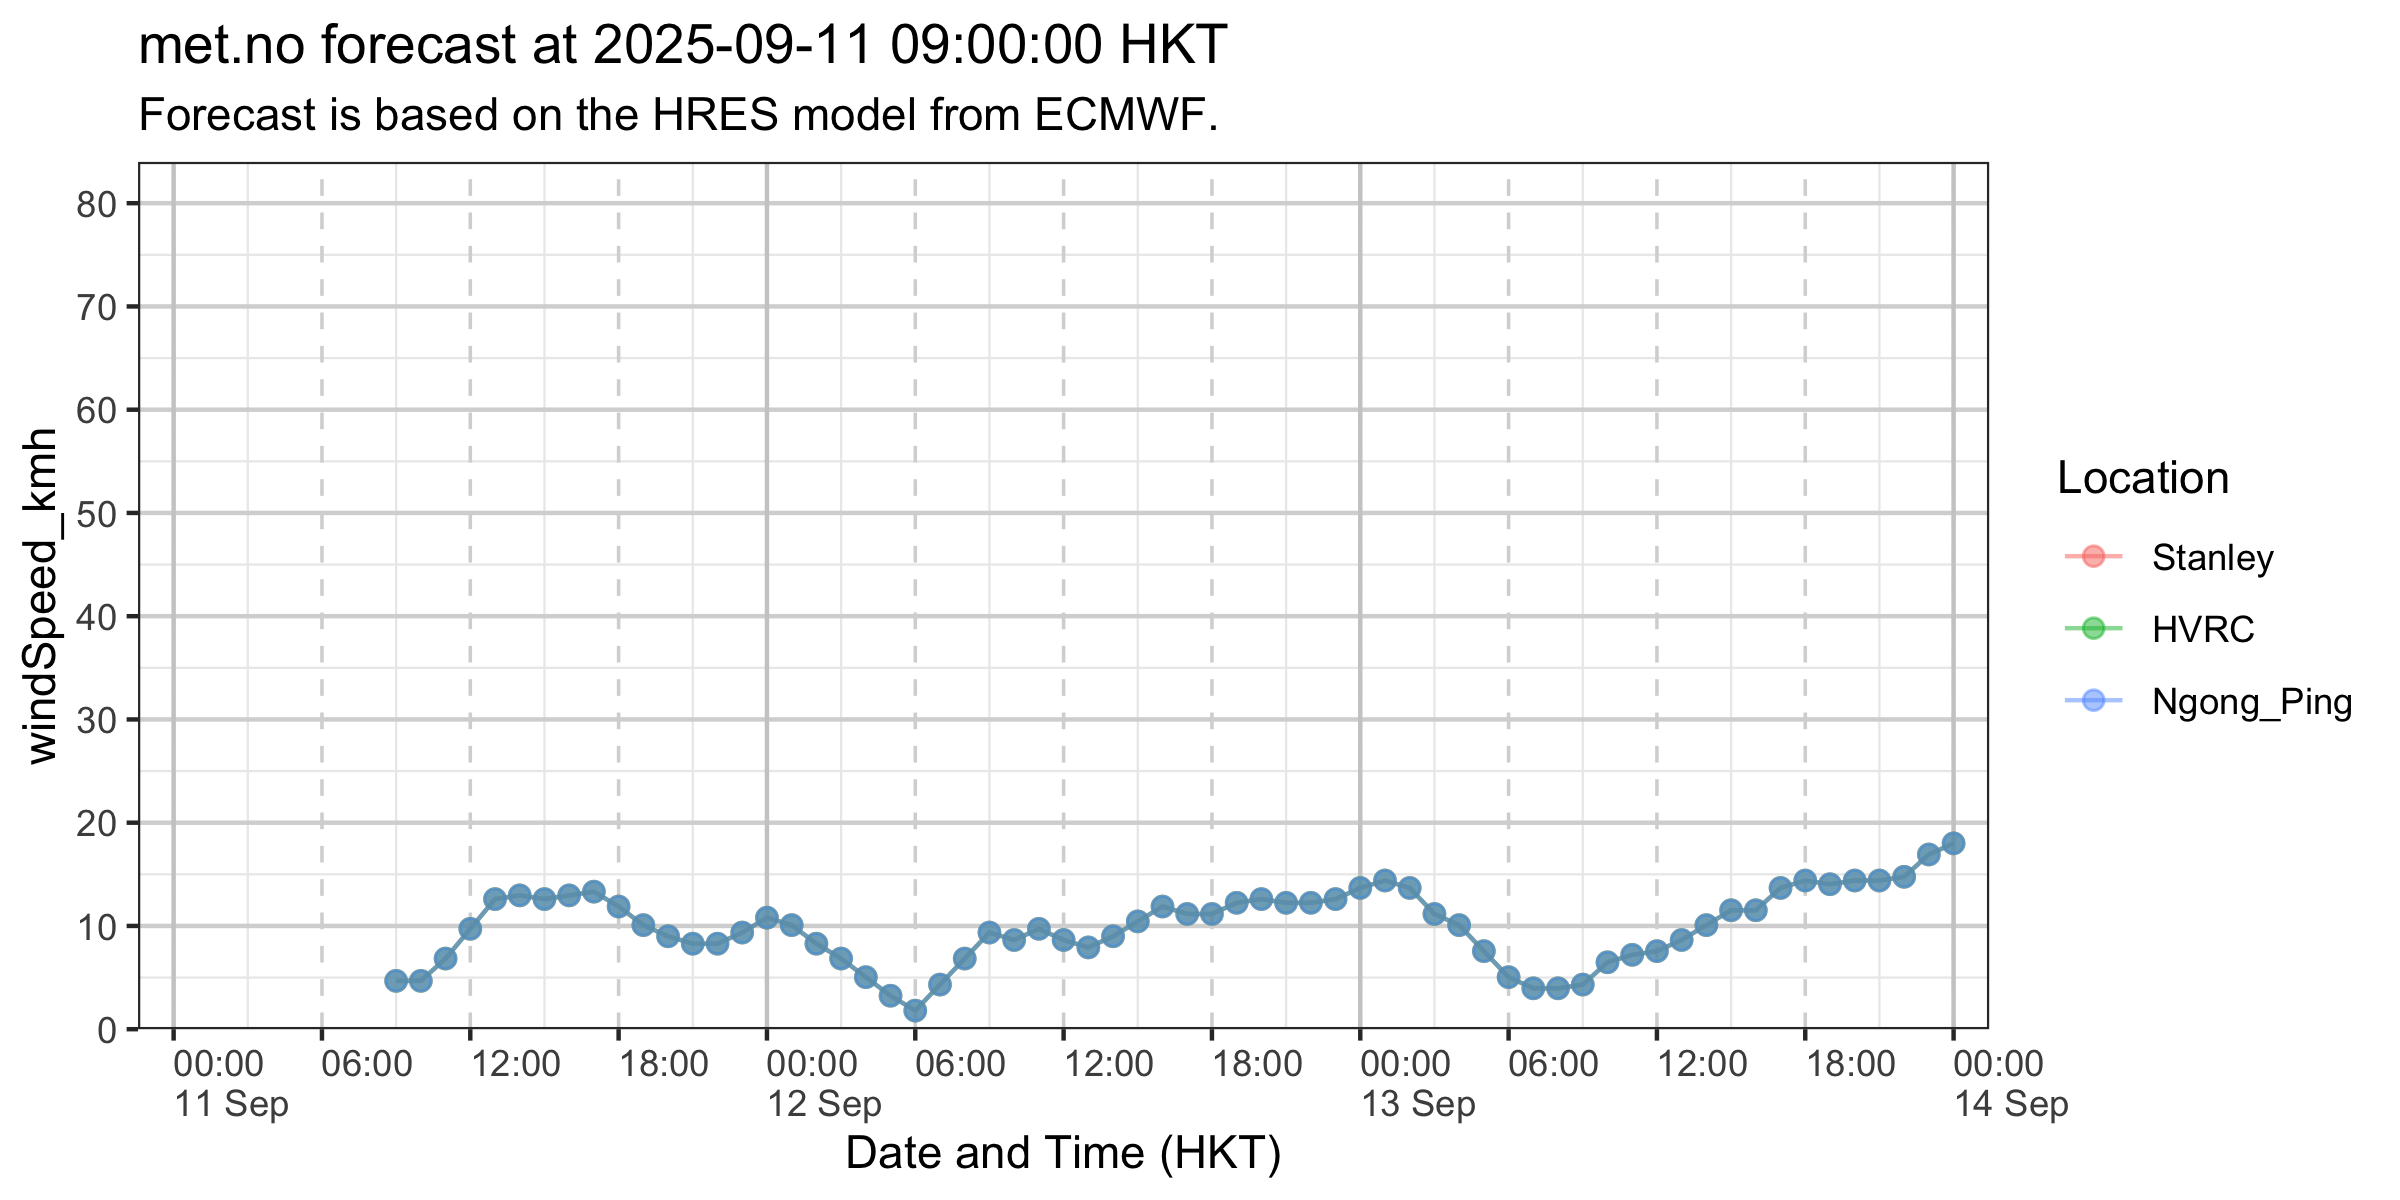 met.no forecast at 2025-09-11 09:00:00 HKT
Forecast is based on the HRES model from ECMWF.
windSpeed_kmh
80
70
60
50
40
30
20
10
0
00:00 06:00 12:00 18:00 00:00 06:00 12:00 18:00 00:00 06:00 12:00 18:00 00:00
11 Sep 12 Sep 13 Sep 14 Sep
Date and Time (HKT)
Location
Stanley
HVRC
Ngong_Ping